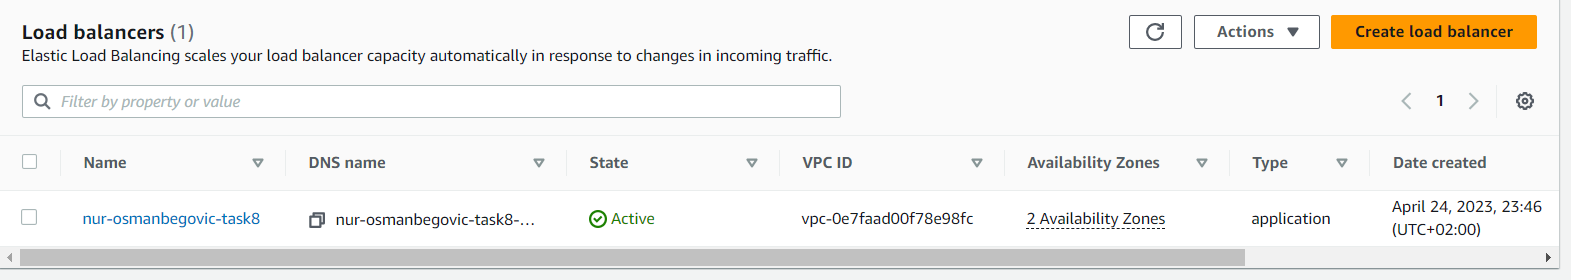 Load balancers (1)
Elastic Load Balancing scales your load balancer capacity automatically in response to changes in incoming traffic.
Actions
Create load balancer
Filter by property or value
1
Name DNS name State VPC ID Availability Zones Type Date created
nur-osmanbegovic-task8 nur-osmanbegovic-task8-... Active vpc-0e7faad00f78e98fc 2 Availability Zones application April 24, 2023, 23:46
(UTC+02:00)